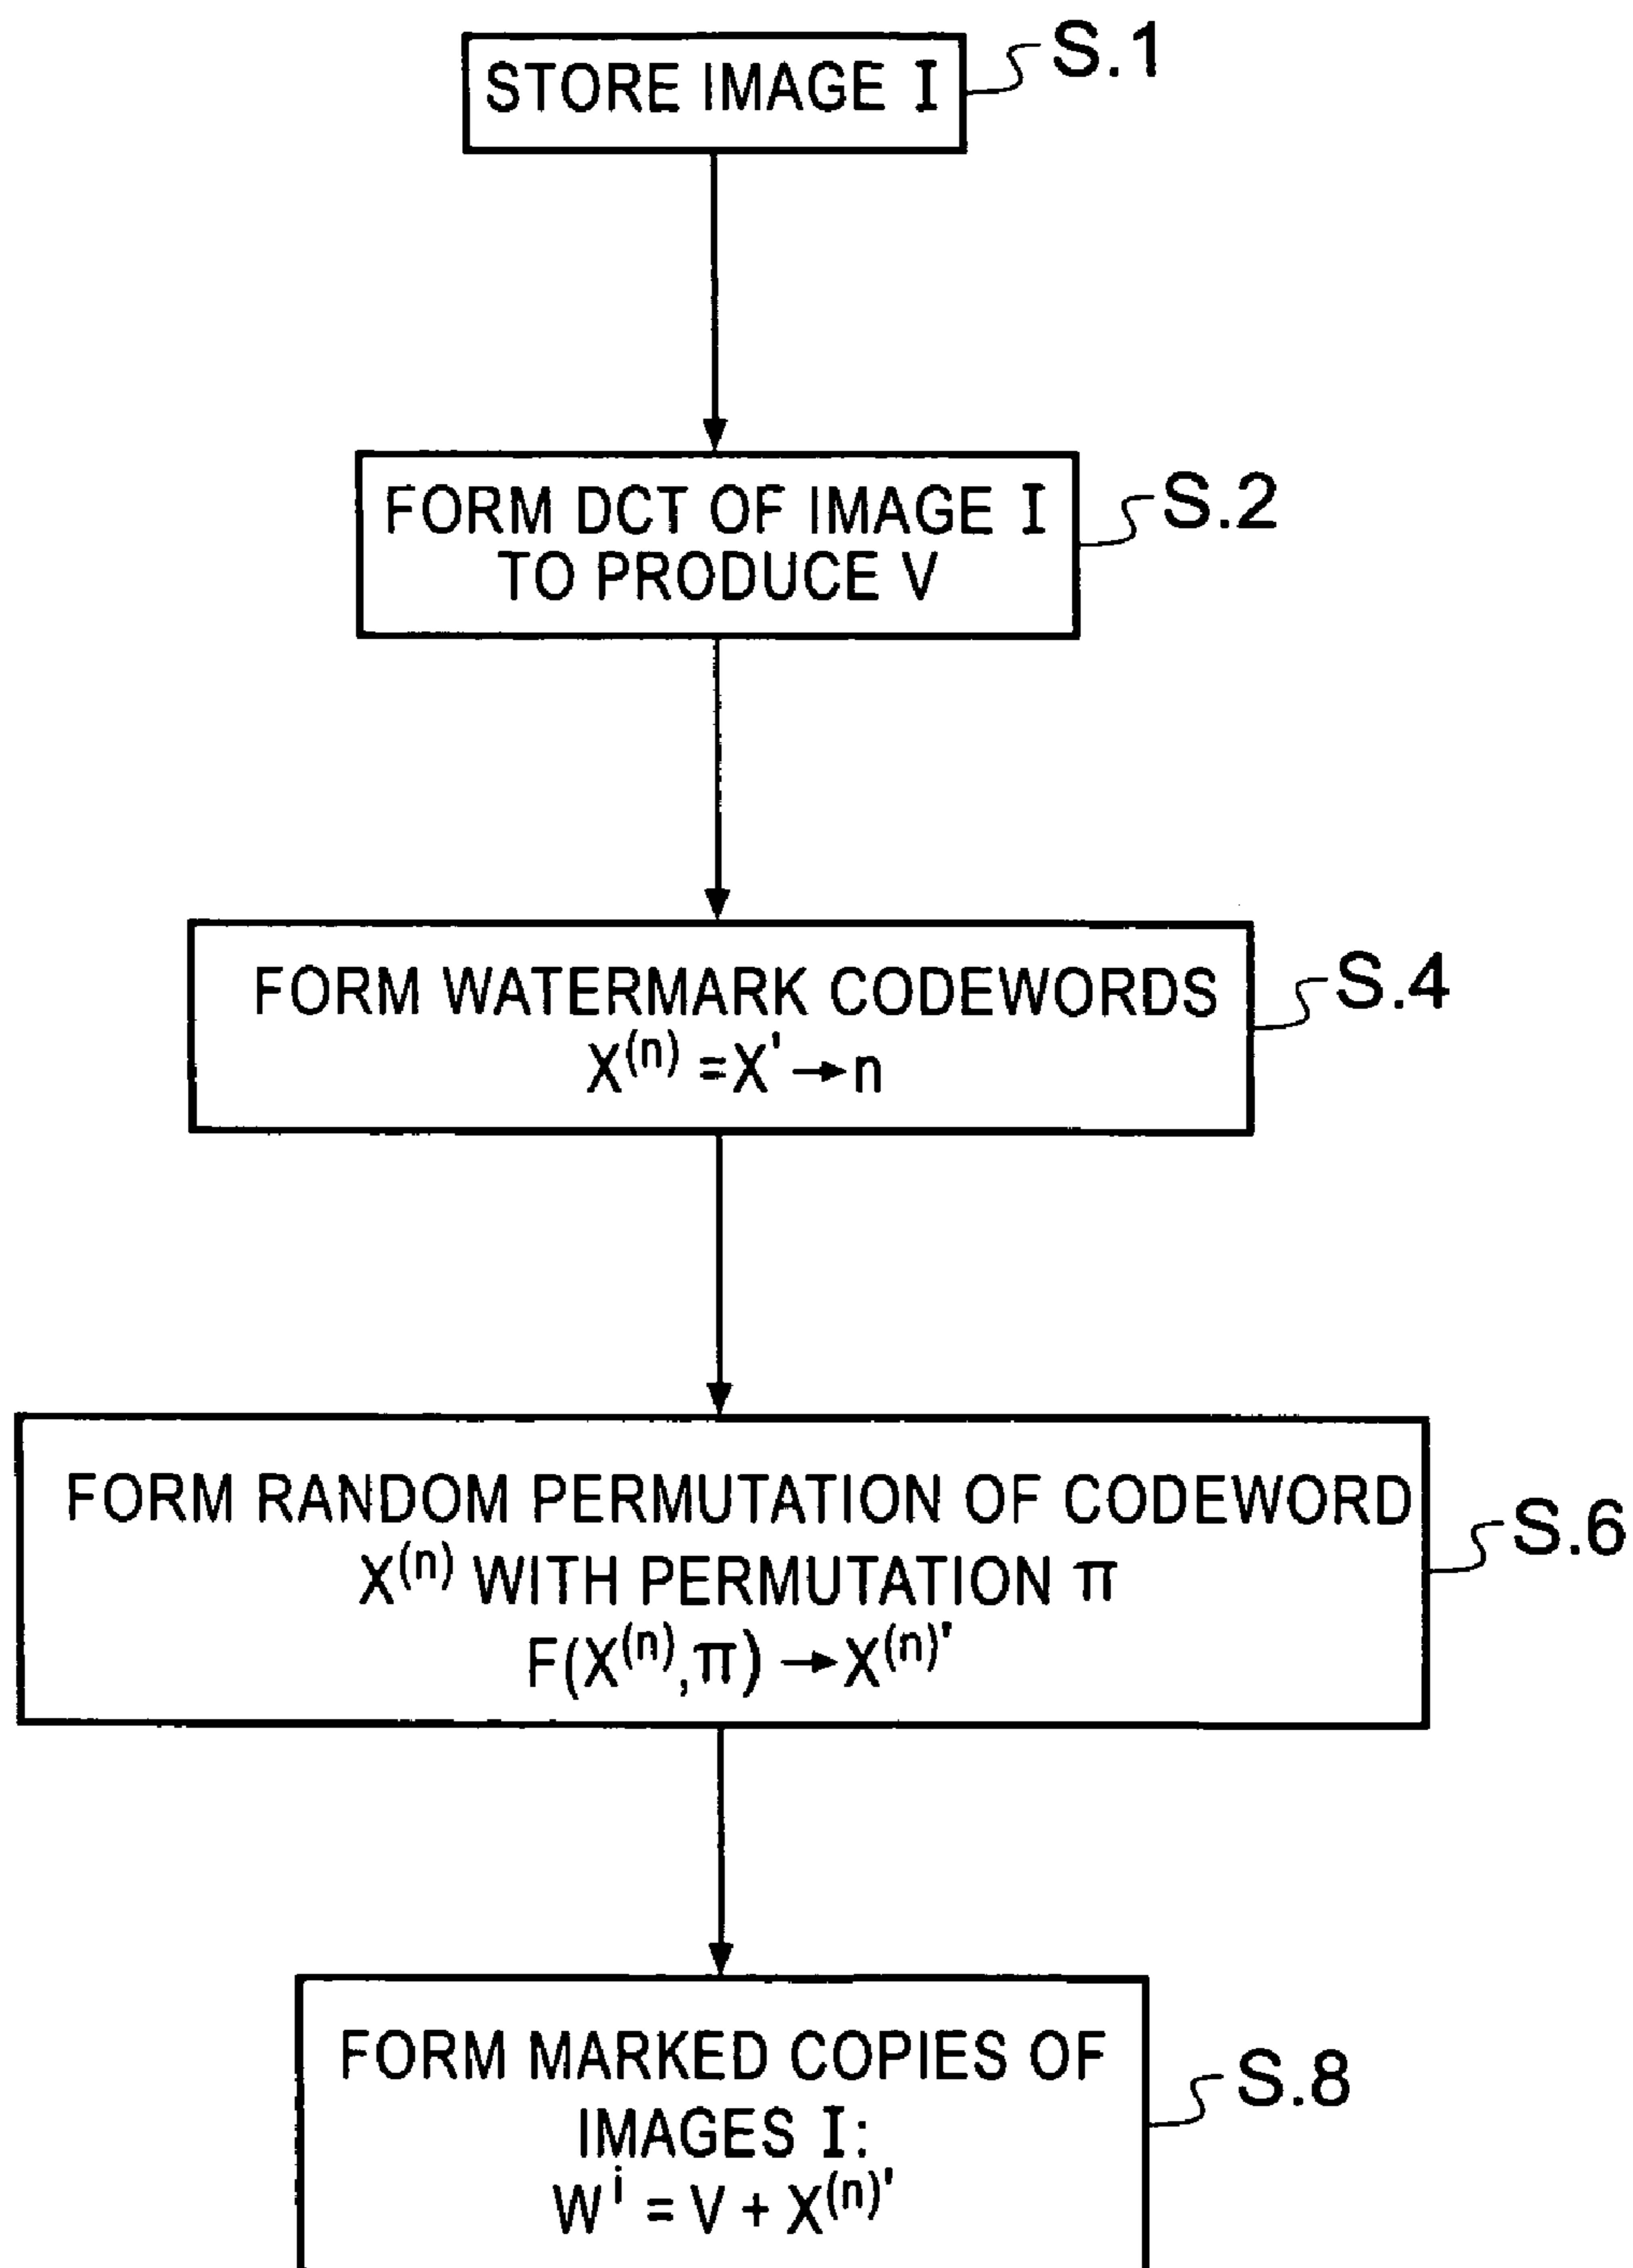 STORE IMAGE I
S.1
FORM DCT OF IMAGE I
TO PRODUCE V
S.2
FORM WATERMARK CODEWORDS
X⁽ⁿ⁾ = X' → n
S.4
FORM RANDOM PERMUTATION OF CODEWORD
X⁽ⁿ⁾ WITH PERMUTATION π
F(X⁽ⁿ⁾, π) → X⁽ⁿ⁾'
S.6
FORM MARKED COPIES OF
IMAGES I:
Wⁱ = V + X⁽ⁿ⁾'
S.8